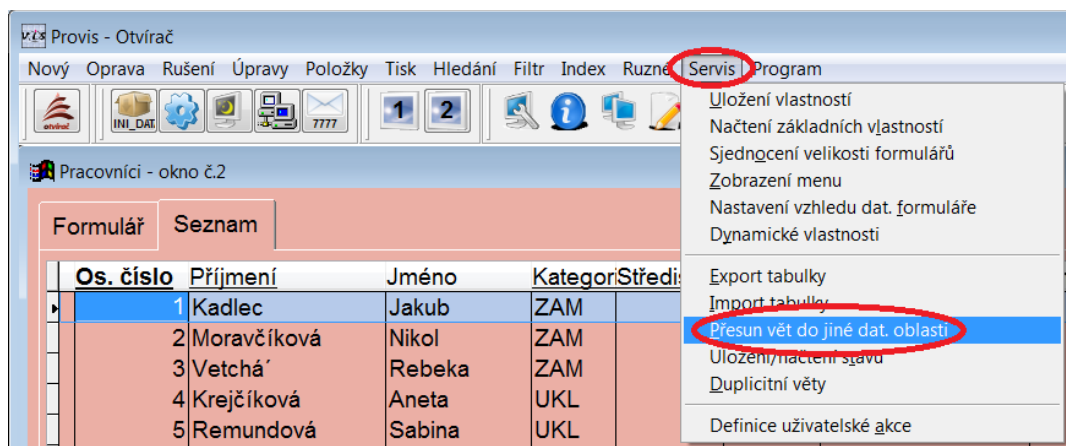 vis Provis - Otvírač
Nový Oprava Rušení Úpravy Položky Tisk Hledání Filtr Index Ruzné Servis Program
otvírač INI_DAT 7777 1 2
Uložení vlastností
Načtení základních vlastností
Sjednocení velikosti formulářů
Zobrazení menu
Nastavení vzhledu dat. formuláře
Dynamické vlastnosti
Export tabulky
Import tabulky
Přesun vět do jiné dat. oblasti
Uložení/načtení stavu
Duplicitní věty
Definice uživatelské akce
Pracovníci - okno č.2
Formulář Seznam
Os. číslo Příjmení Jméno Kategori Středis
1 Kadlec Jakub ZAM
2 Moravčíková Nikol ZAM
3 Vetchá´ Rebeka ZAM
4 Krejčíková Aneta UKL
5 Remundová Sabina UKL